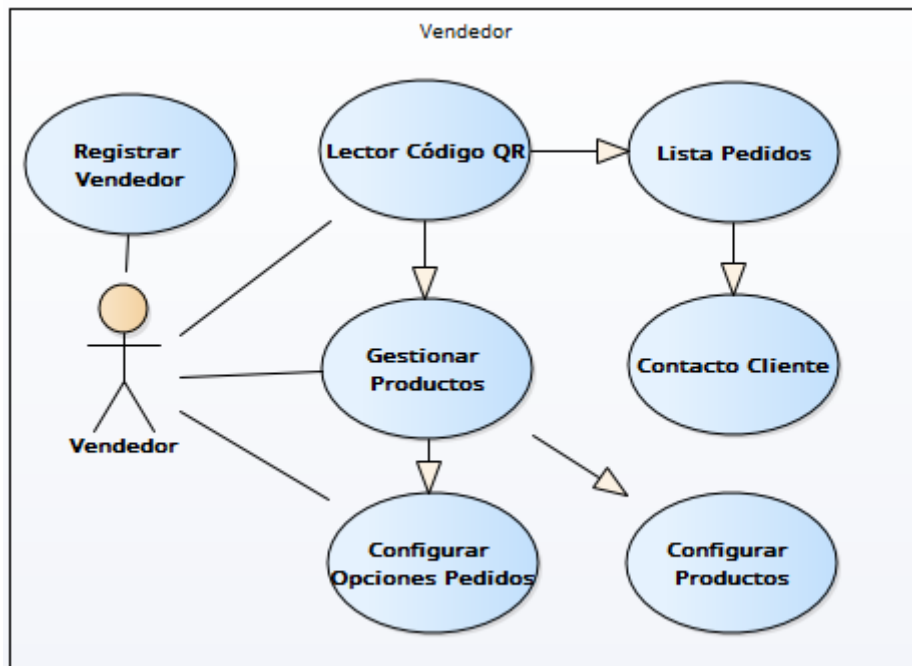 Vendedor
Registrar
Vendedor
Lector Código QR
Lista Pedidos
Gestionar
Productos
Contacto Cliente
Vendedor
Configurar
Opciones Pedidos
Configurar
Productos